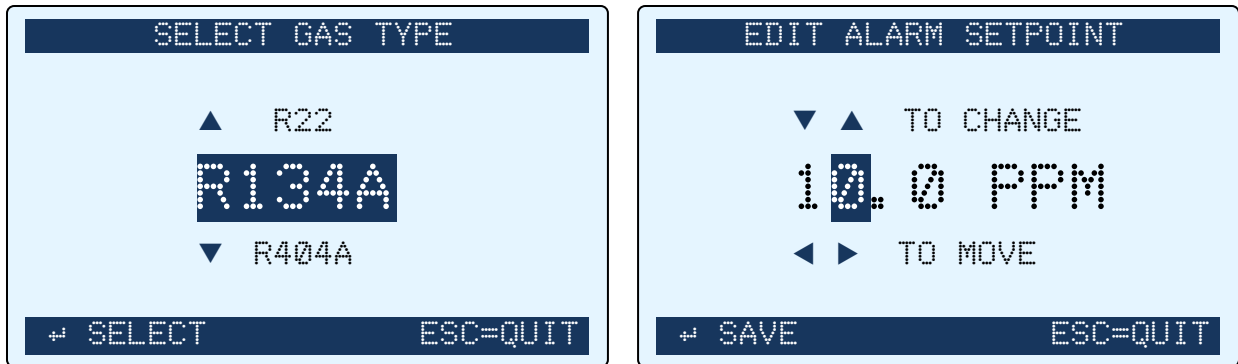 SELECT GAS TYPE
▲ R22
R134A
▼ R404A
↵ SELECT ESC=QUIT
EDIT ALARM SETPOINT
▼ ▲ TO CHANGE
10.0 PPM
◀ ▶ TO MOVE
↵ SAVE ESC=QUIT